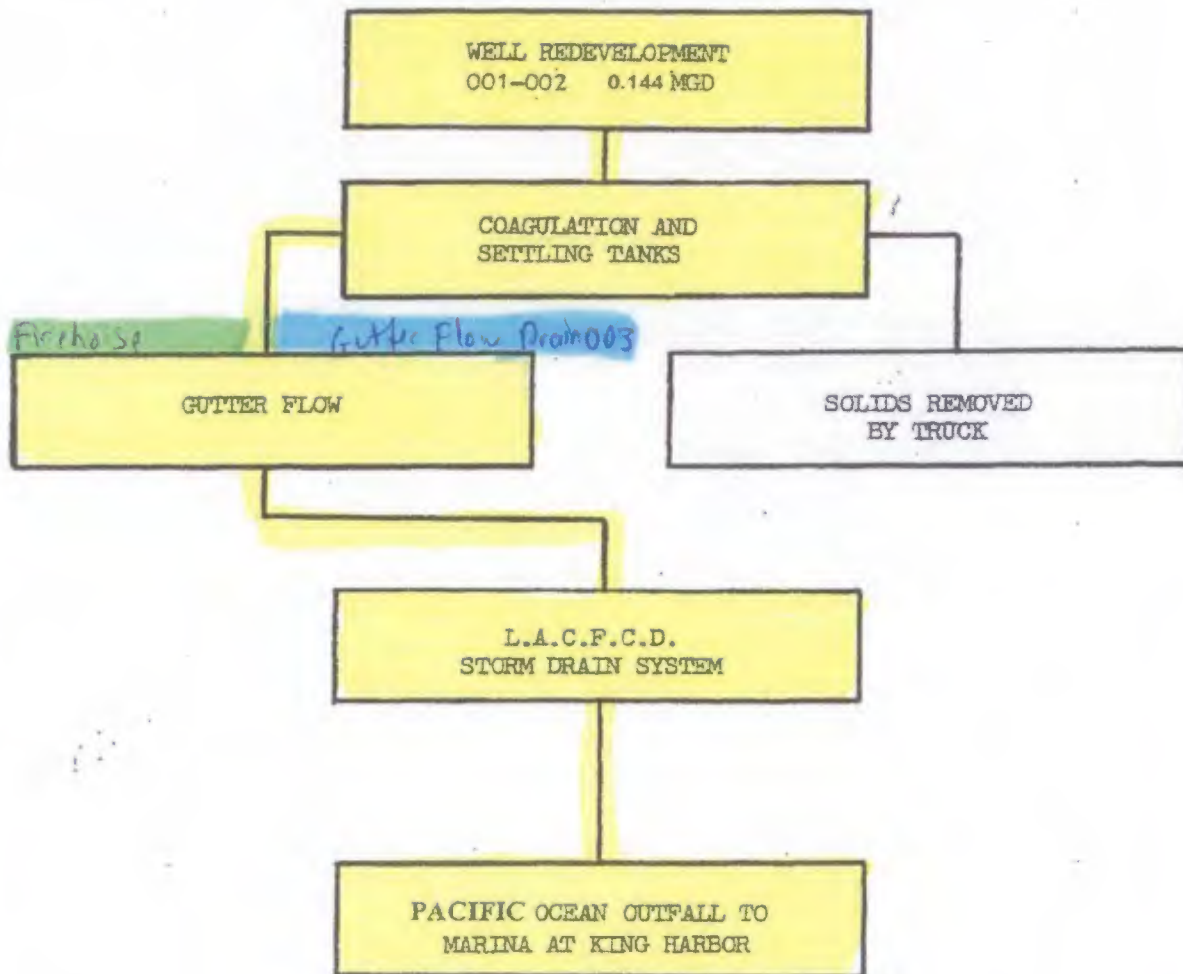 WELL REDEVELOPMENT
001-002 0.144 MGD
COAGULATION AND
SETTLING TANKS
Firehose
Gutter Flow Drain 003
GUTTER FLOW
SOLIDS REMOVED
BY TRUCK
L.A.C.F.C.D.
STORM DRAIN SYSTEM
PACIFIC OCEAN OUTFALL TO
MARINA AT KING HARBOR